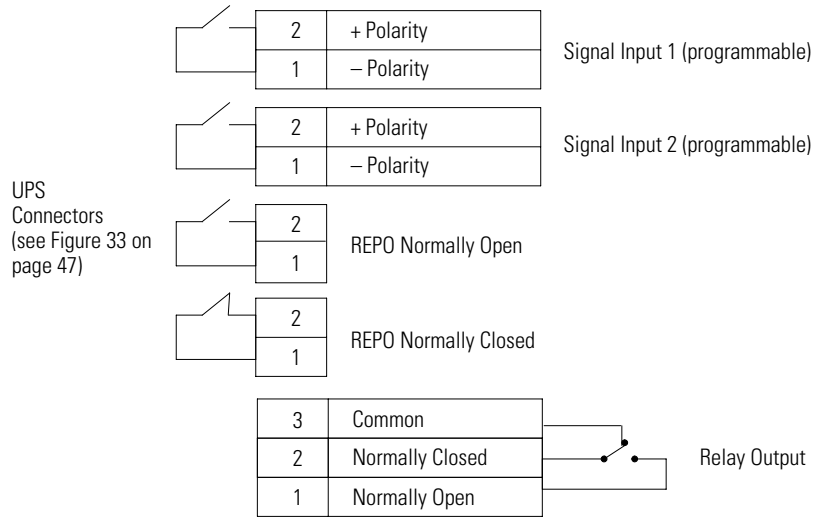 2 + Polarity
1 – Polarity
Signal Input 1 (programmable)
2 + Polarity
1 – Polarity
Signal Input 2 (programmable)
UPS
Connectors
(see Figure 33 on
page 47)
2
1
REPO Normally Open
2
1
REPO Normally Closed
3 Common
2 Normally Closed
1 Normally Open
Relay Output